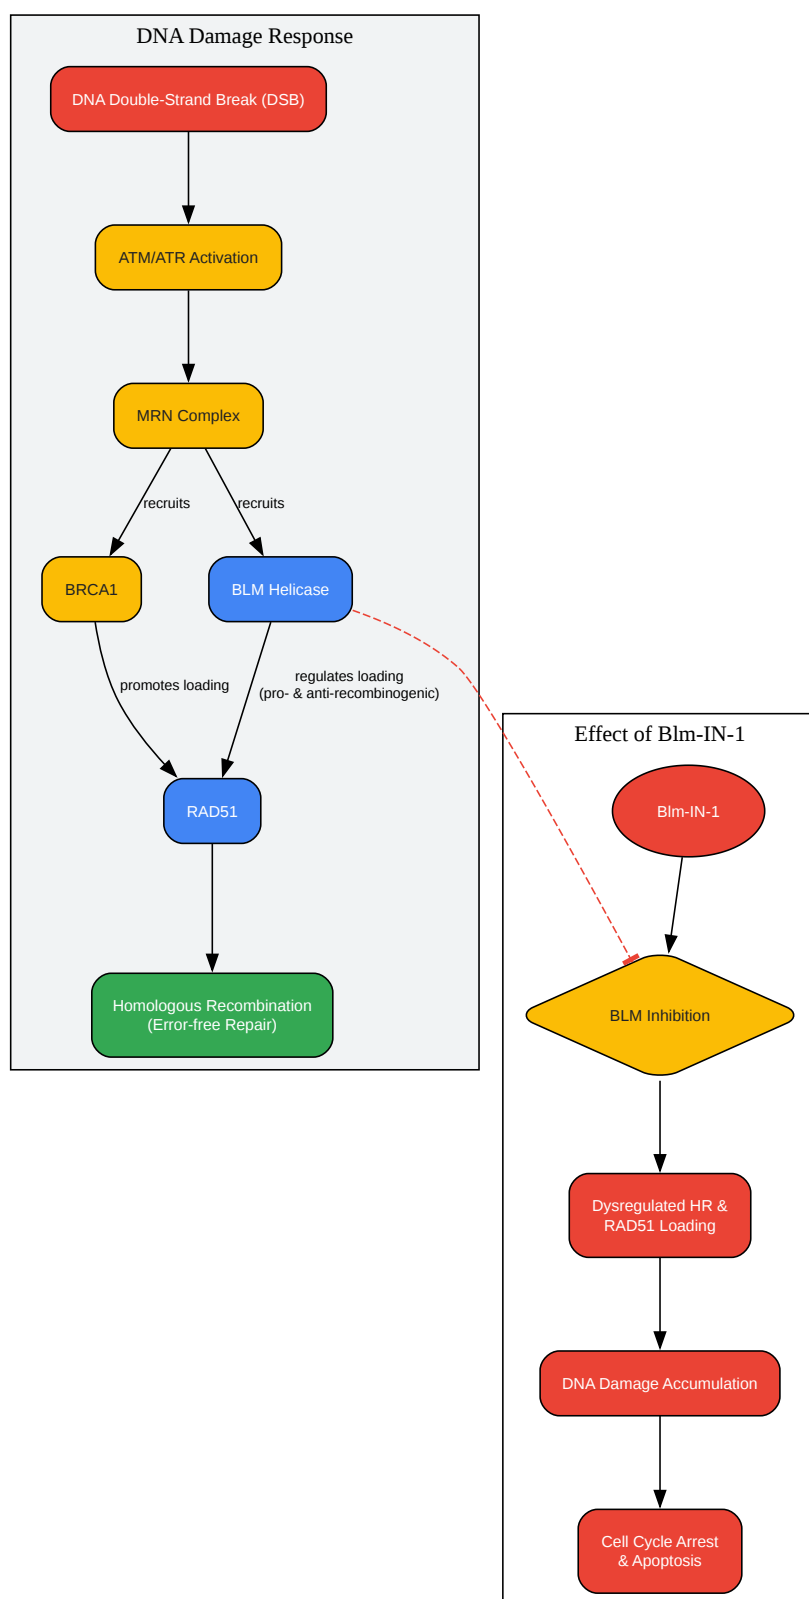 DNA Damage Response
DNA Double-Strand Break (DSB)
ATM/ATR Activation
MRN Complex
recruits
recruits
BRCA1
BLM Helicase
promotes loading
regulates loading
(pro- & anti-recombinogenic)
RAD51
Homologous Recombination
(Error-free Repair)
Effect of Blm-IN-1
Blm-IN-1
BLM Inhibition
Dysregulated HR &
RAD51 Loading
DNA Damage Accumulation
Cell Cycle Arrest
& Apoptosis